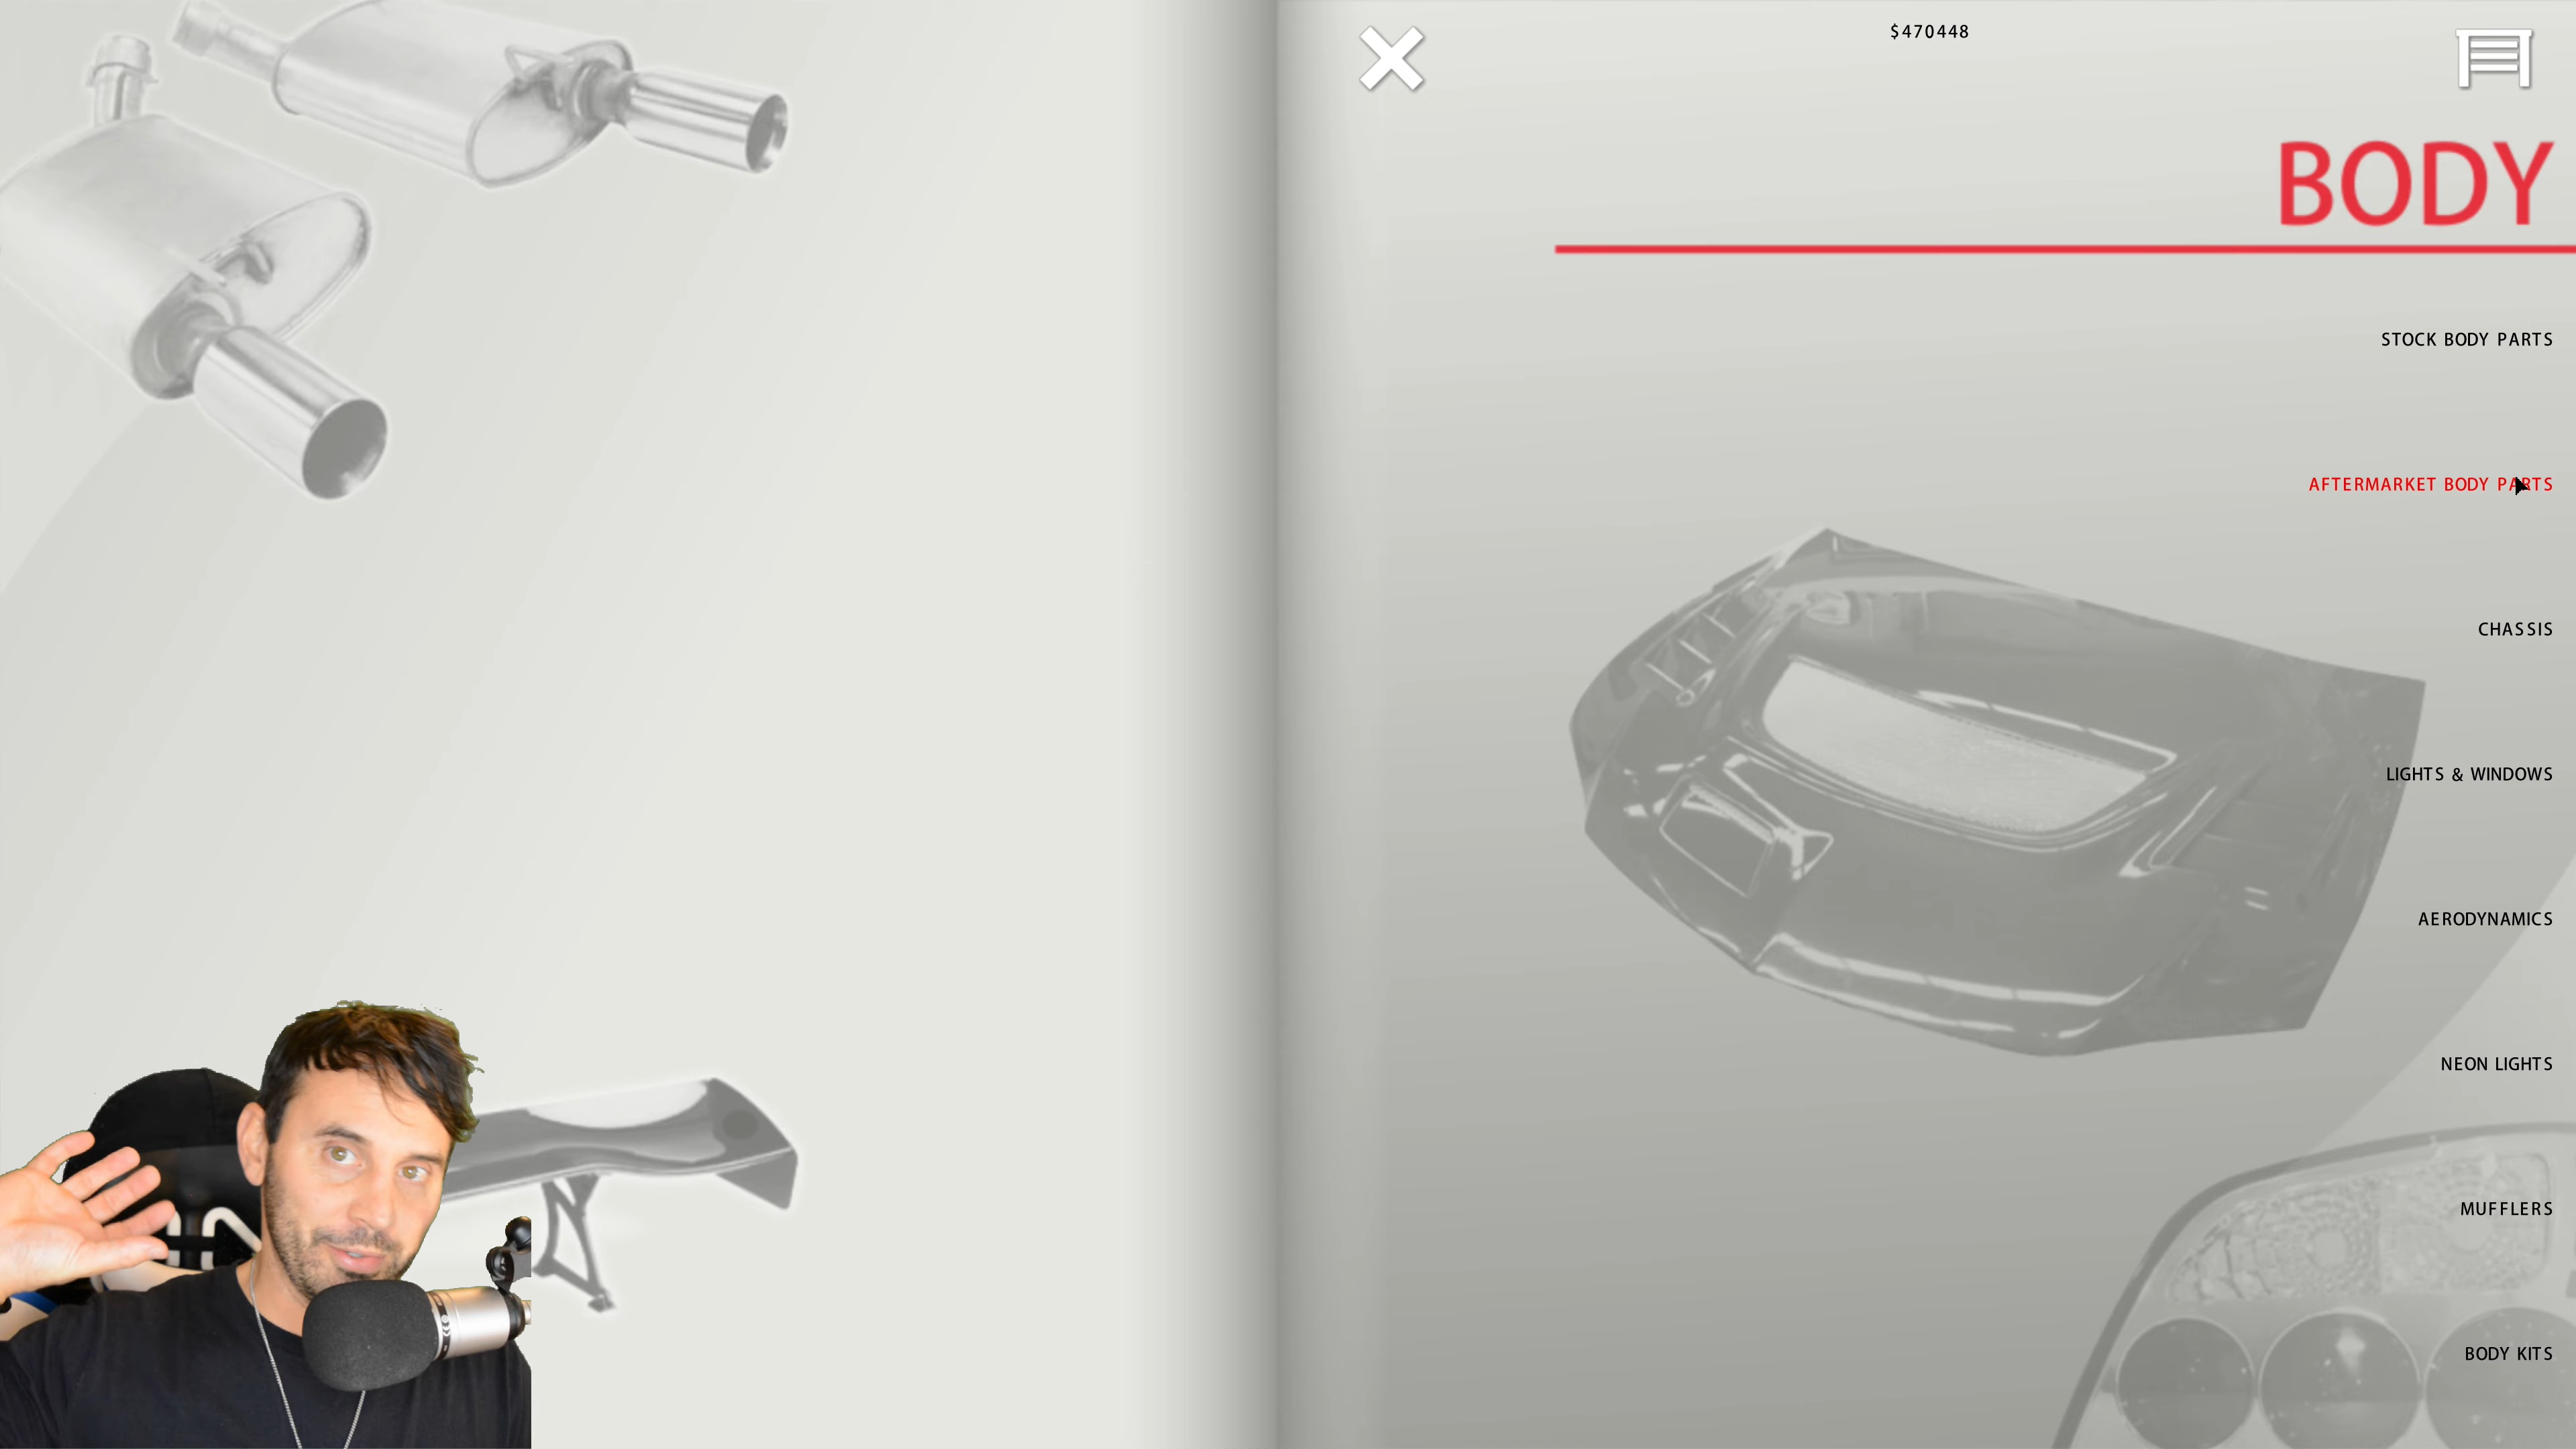 $470448
BODY
STOCK BODY PARTS
AFTERMARKET BODY PARTS
CHASSIS
LIGHTS & WINDOWS
AERODYNAMICS
NEON LIGHTS
MUFFLERS
BODY KITS